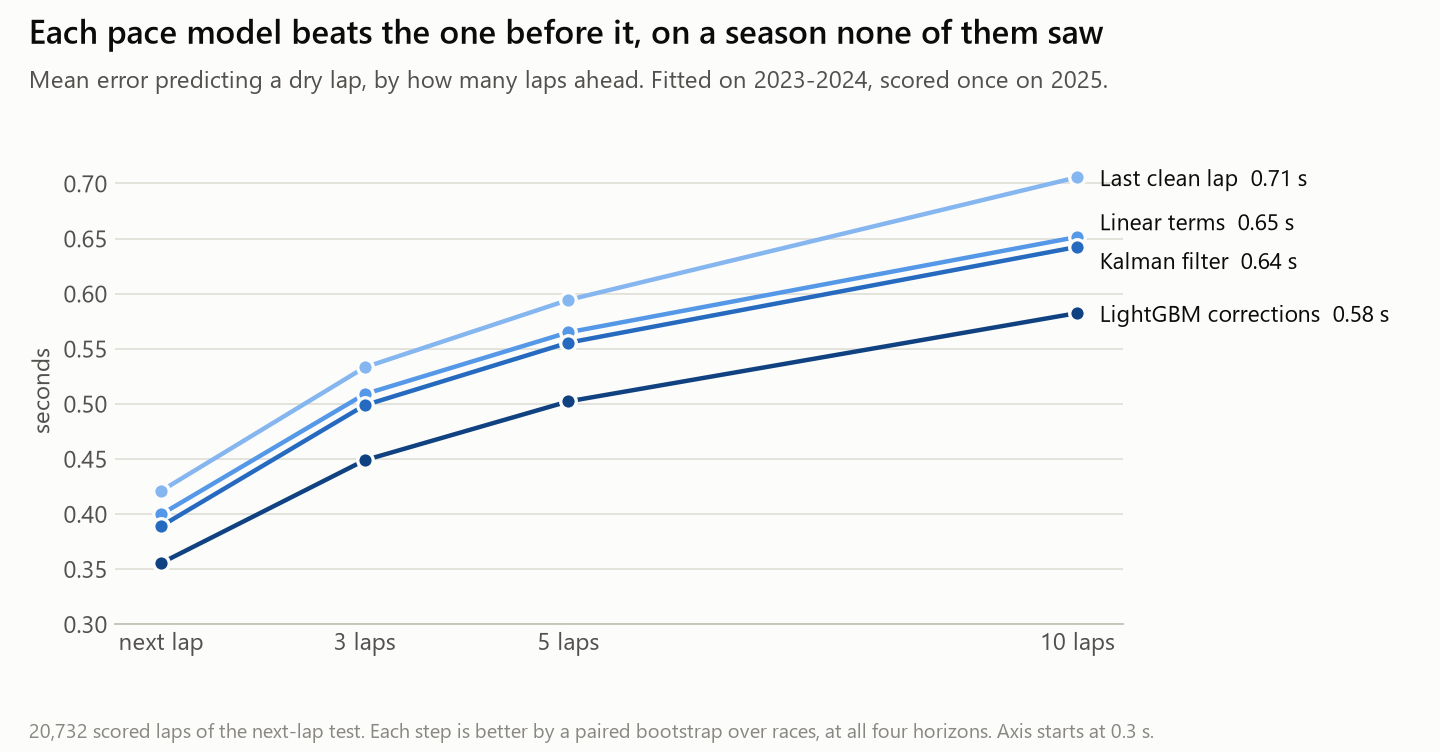 Each pace model beats the one before it, on a season none of them saw
Mean error predicting a dry lap, by how many laps ahead. Fitted on 2023-2024, scored once on 2025.
0.70
0.65
0.60
0.55
0.50
0.45
0.40
0.35
0.30
seconds
Last clean lap 0.71 s
Linear terms 0.65 s
Kalman filter 0.64 s
LightGBM corrections 0.58 s
next lap
3 laps
5 laps
10 laps
20,732 scored laps of the next-lap test. Each step is better by a paired bootstrap over races, at all four horizons. Axis starts at 0.3 s.